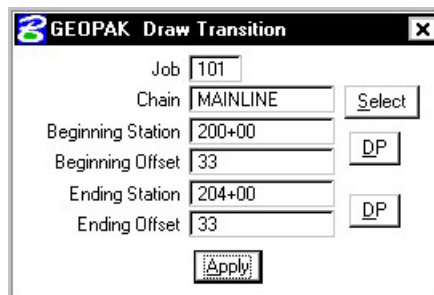 GEOPAK Draw Transition
Job 101
Chain MAINLINE Select
Beginning Station 200+00
DP
Beginning Offset 33
Ending Station 204+00
DP
Ending Offset 33
Apply